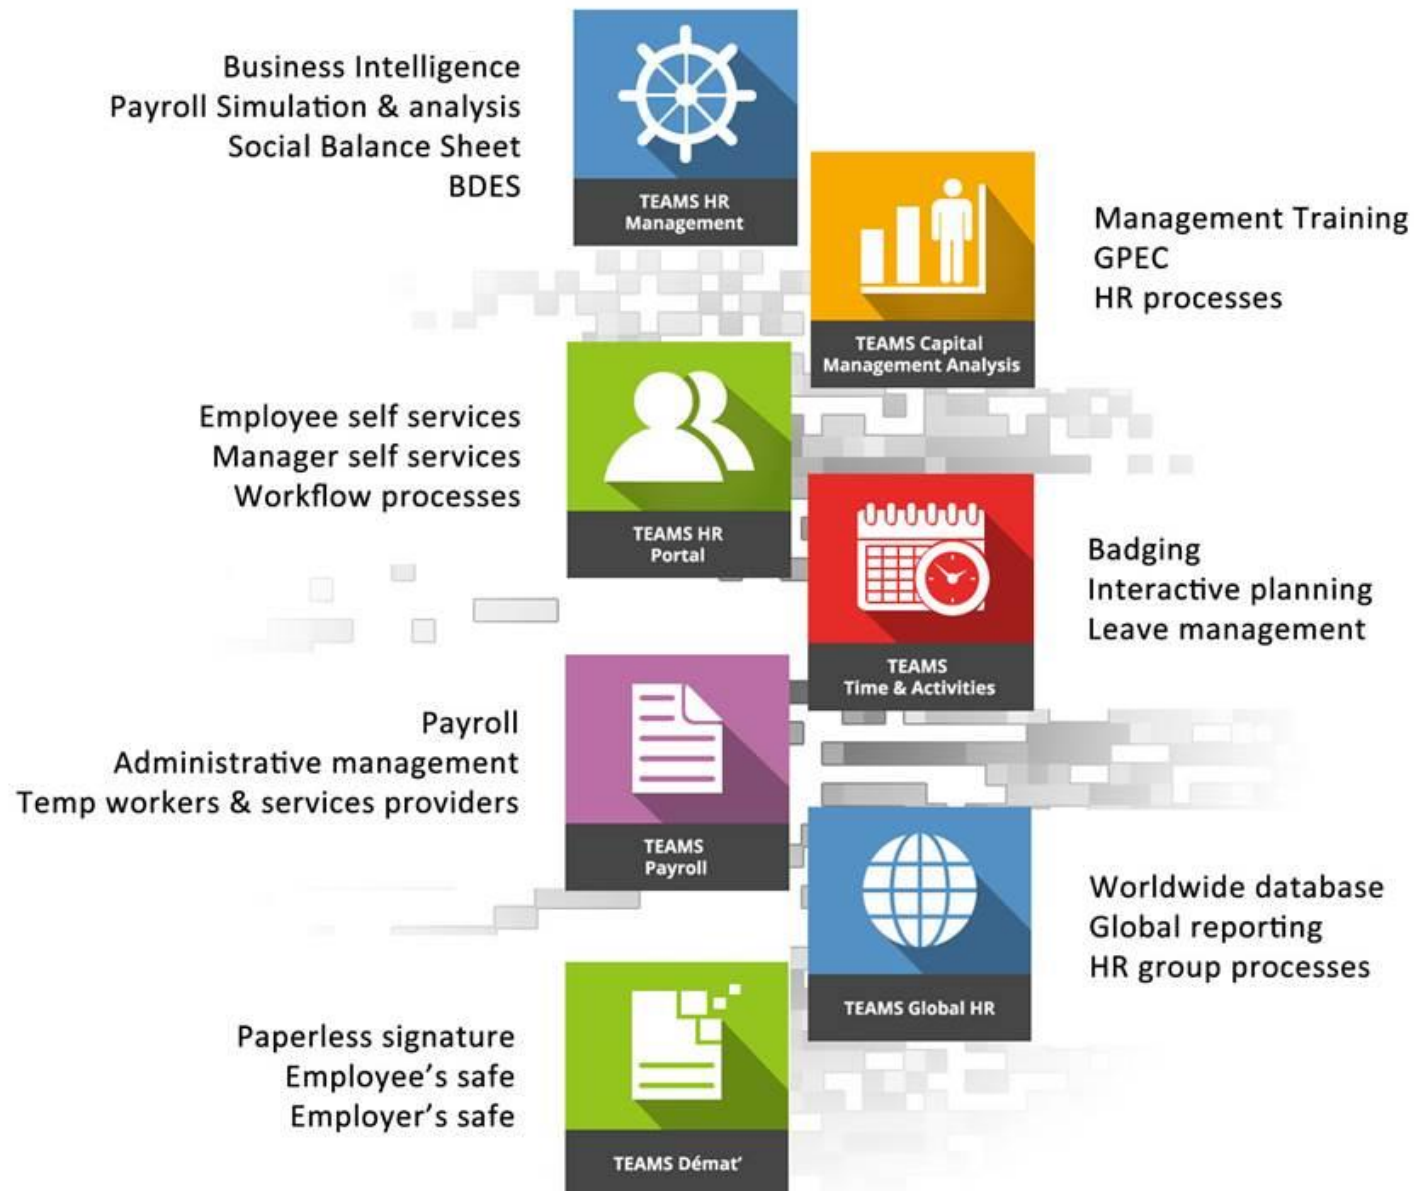 Business Intelligence
Payroll Simulation & analysis
Social Balance Sheet
BDES
TEAMS HR
Management
Management Training
GPEC
HR processes
TEAMS Capital
Management Analysis
Employee self services
Manager self services
Workflow processes
TEAMS HR
Portal
Badging
Interactive planning
Leave management
TEAMS
Time & Activities
Payroll
Administrative management
Temp workers & services providers
TEAMS
Payroll
Worldwide database
Global reporting
HR group processes
TEAMS Global HR
Paperless signature
Employee’s safe
Employer’s safe
TEAMS Démat’